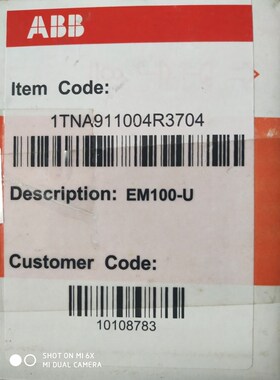 ABB
Item Code:
1TNA911004R3704
Description: EM100-U
Customer Code:
10108783
SHOT ON MI 6X
MI DUAL CAMERA